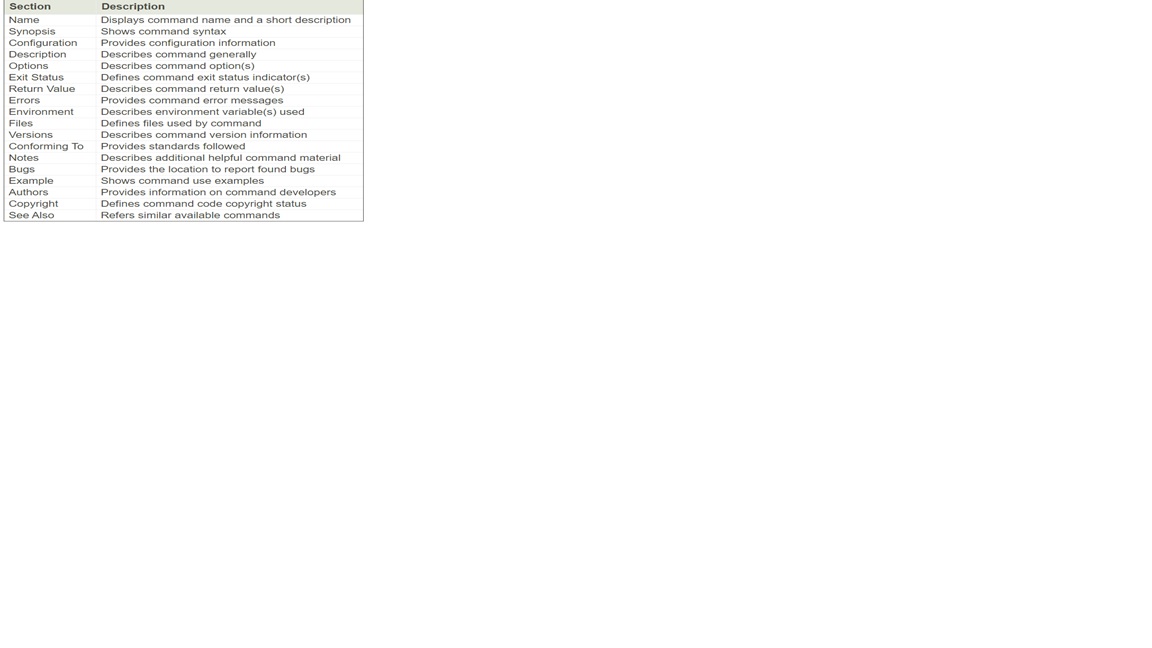 Section Description
Name Displays command name and a short description
Synopsis Shows command syntax
Configuration Provides configuration information
Description Describes command generally
Options Describes command option(s)
Exit Status Defines command exit status indicator(s)
Return Value Describes command return value(s)
Errors Provides command error messages
Environment Describes environment variable(s) used
Files Defines files used by command
Versions Describes command version information
Conforming To Provides standards followed
Notes Describes additional helpful command material
Bugs Provides the location to report found bugs
Example Shows command use examples
Authors Provides information on command developers
Copyright Defines command code copyright status
See Also Refers similar available commands